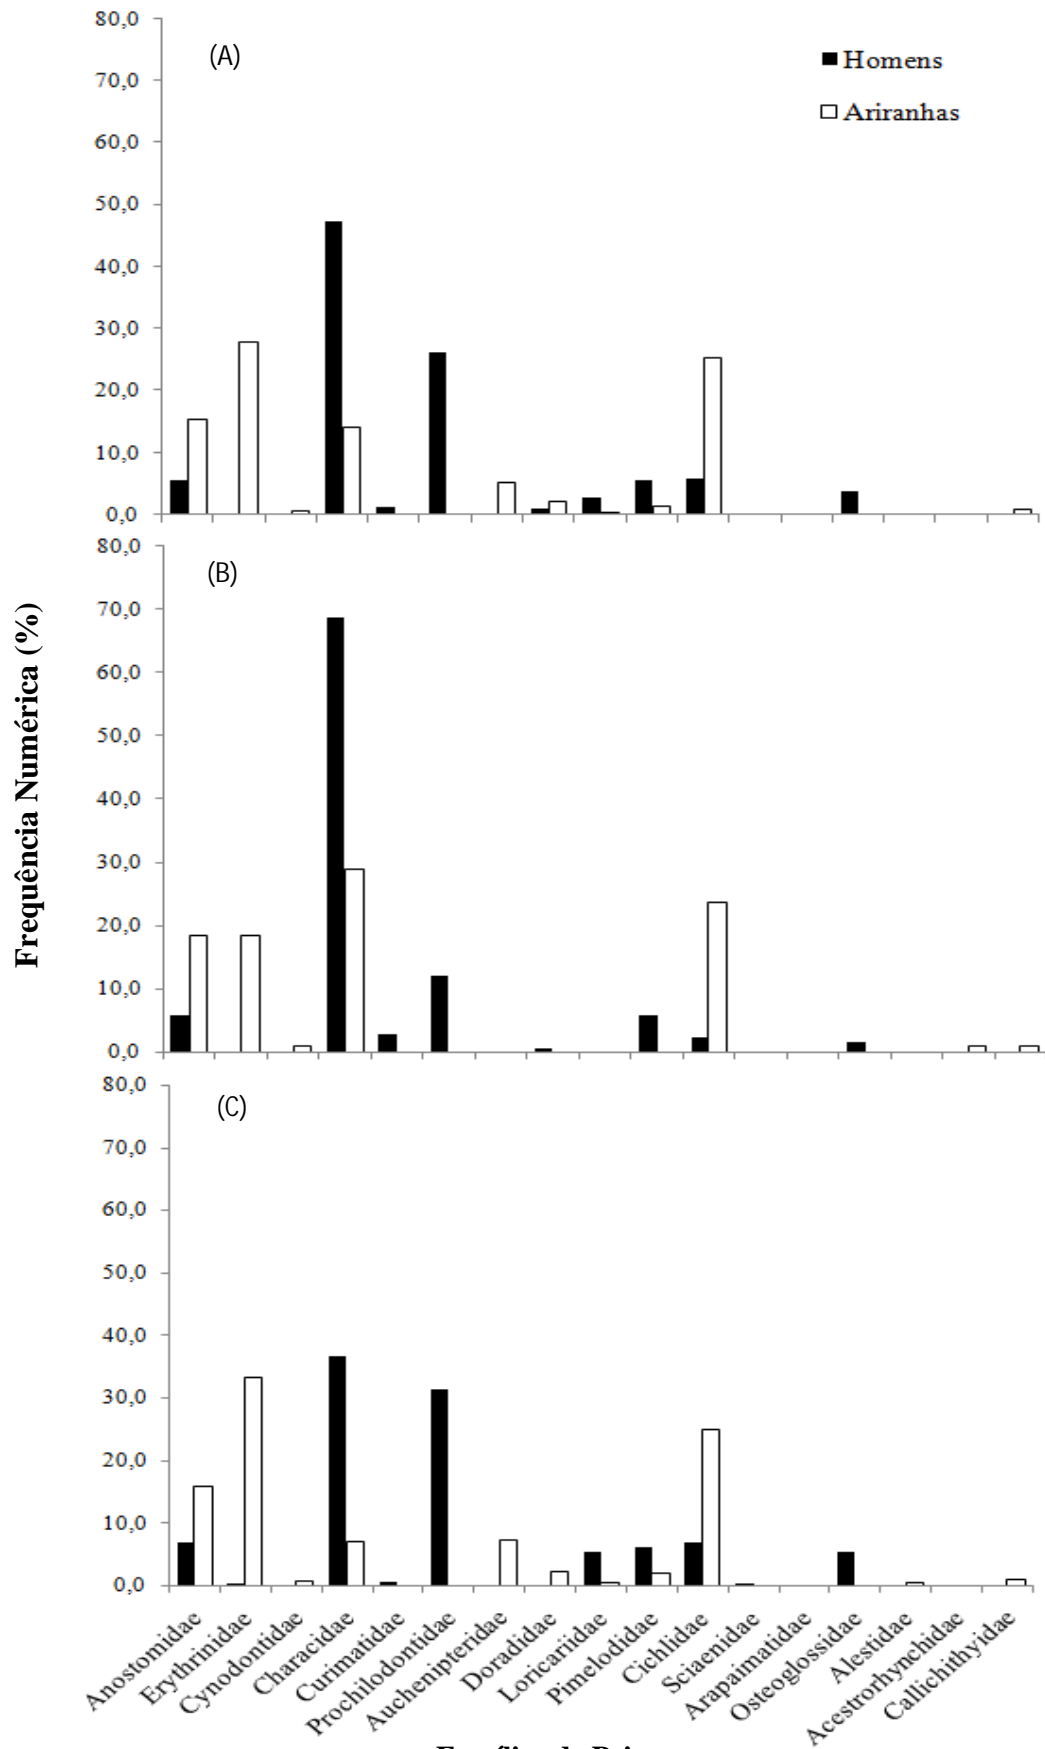 80,0
(A)
Homens
70,0
Ariranhas
60,0
50,0
40,0
30,0
20,0
10,0
0,0
80,0
(B)
70,0
60,0
50,0
40,0
30,0
20,0
10,0
0,0
Frequência Numérica (%)
80,0
(C)
70,0
60,0
50,0
40,0
30,0
20,0
10,0
0,0
Anostomidae
Erythrinidae
Cynodontidae
Characidae
Curimatidae
Prochilodontidae
Auchenipteridae
Doradidae
Loricariidae
Pimelodidae
Cichlidae
Sciaenidae
Arapaimatidae
Osteoglossidae
Alestidae
Acestrorhynchidae
Callichithyidae